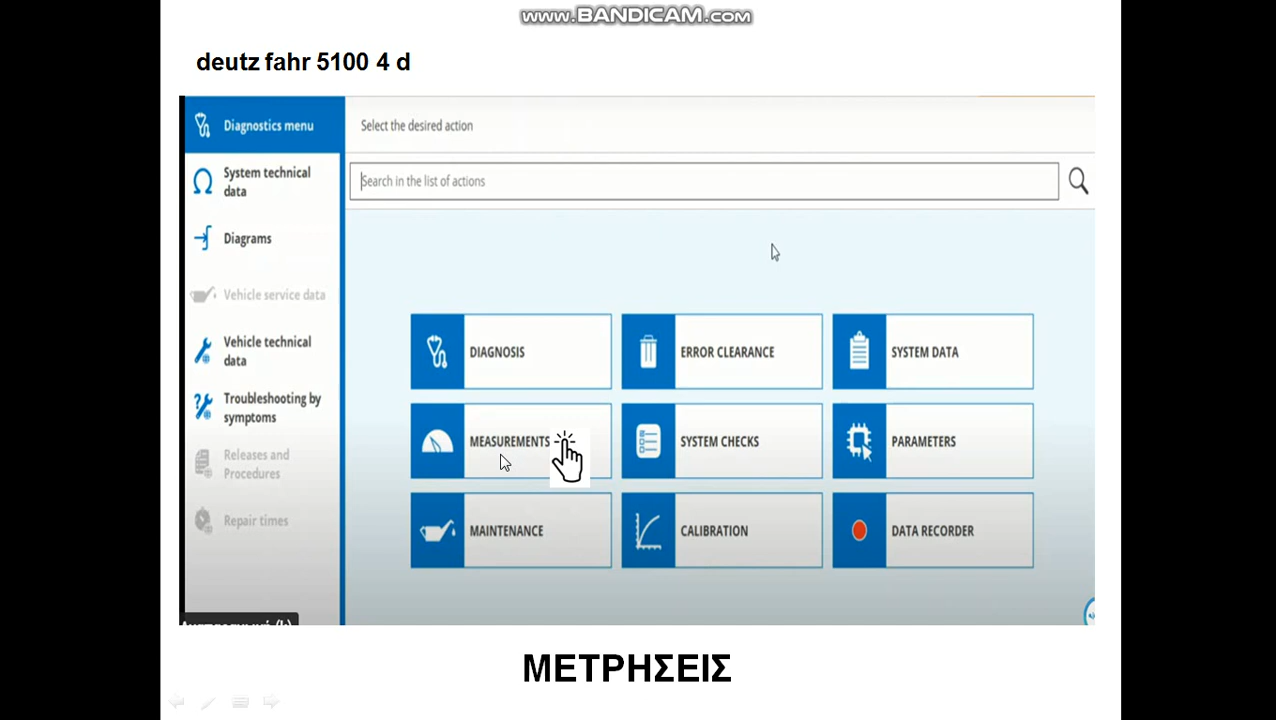 www.BANDICAM.com
deutz fahr 5100 4 d
Diagnostics menu
Select the desired action
System technical
data
Search in the list of actions
Diagrams
Vehicle service data
Vehicle technical
data
Troubleshooting by
symptoms
Releases and
Procedures
Repair times
DIAGNOSIS
ERROR CLEARANCE
SYSTEM DATA
MEASUREMENTS
SYSTEM CHECKS
PARAMETERS
MAINTENANCE
CALIBRATION
DATA RECORDER
ΜΕΤΡΗΣΕΙΣ